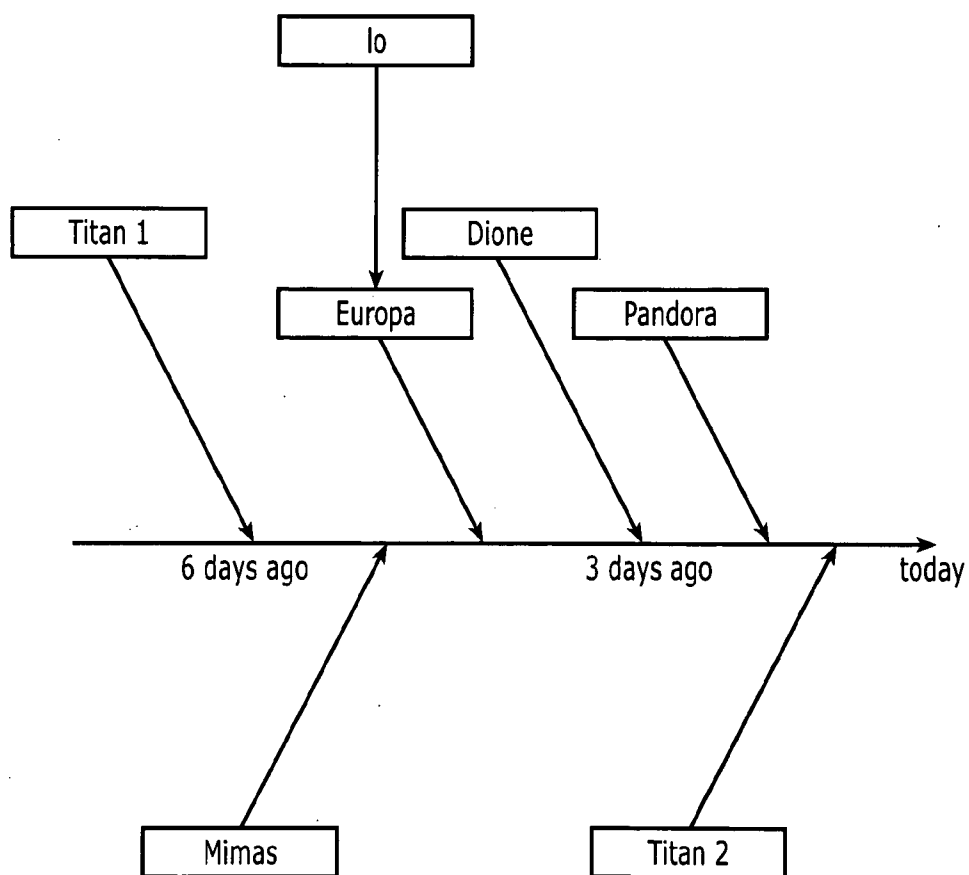 Io
Titan 1
Dione
Europa
Pandora
6 days ago
3 days ago
today
Mimas
Titan 2